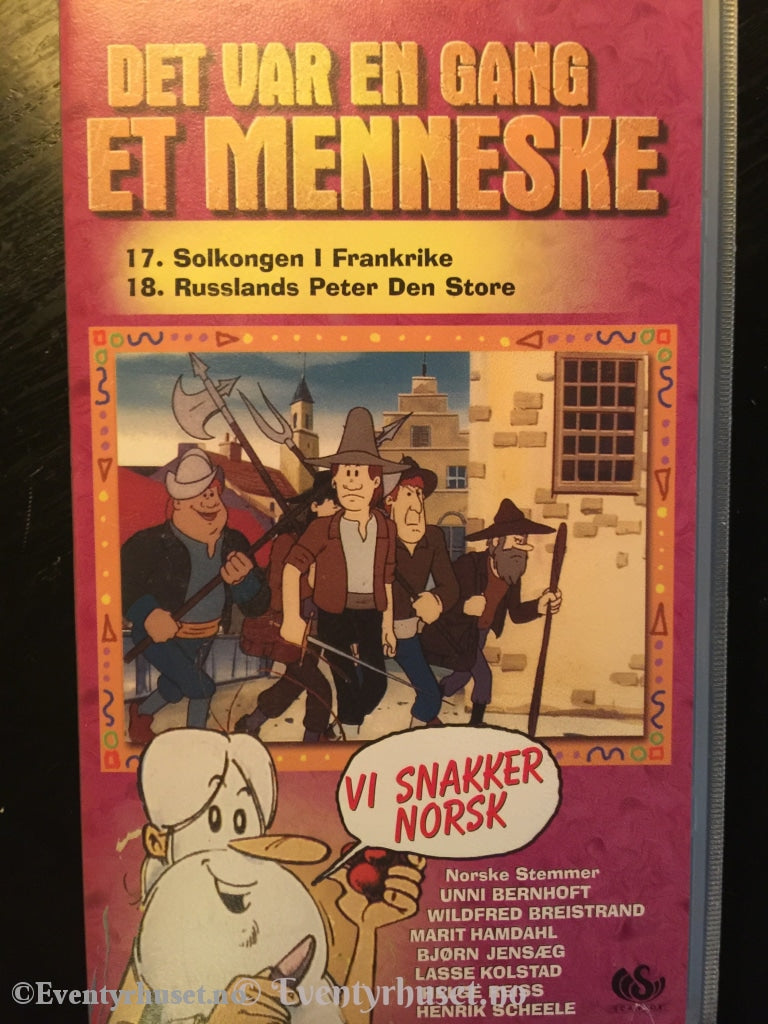 DET VAR EN GANG
ET MENNESKE
17. Solkongen I Frankrike
18. Russlands Peter Den Store
VI SNAKKER
NORSK
Norske Stemmer
UNNI BERNHOFT
WILDFRED BREISTRAND
MARIT HAMDAHL
BJØRN JENSÆG
LASSE KOLSTAD
REISS
HENRIK SCHEELE
©Eventyrhuset.no
© Eventyrhuset.no